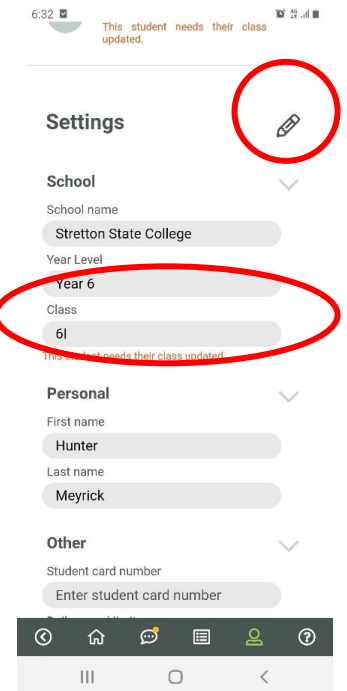 6:32
This student needs their class
updated.
Settings
School
School name
Stretton State College
Year Level
Year 6
Class
6I
This student needs their class updated.
Personal
First name
Hunter
Last name
Meyrick
Other
Student card number
Enter student card number